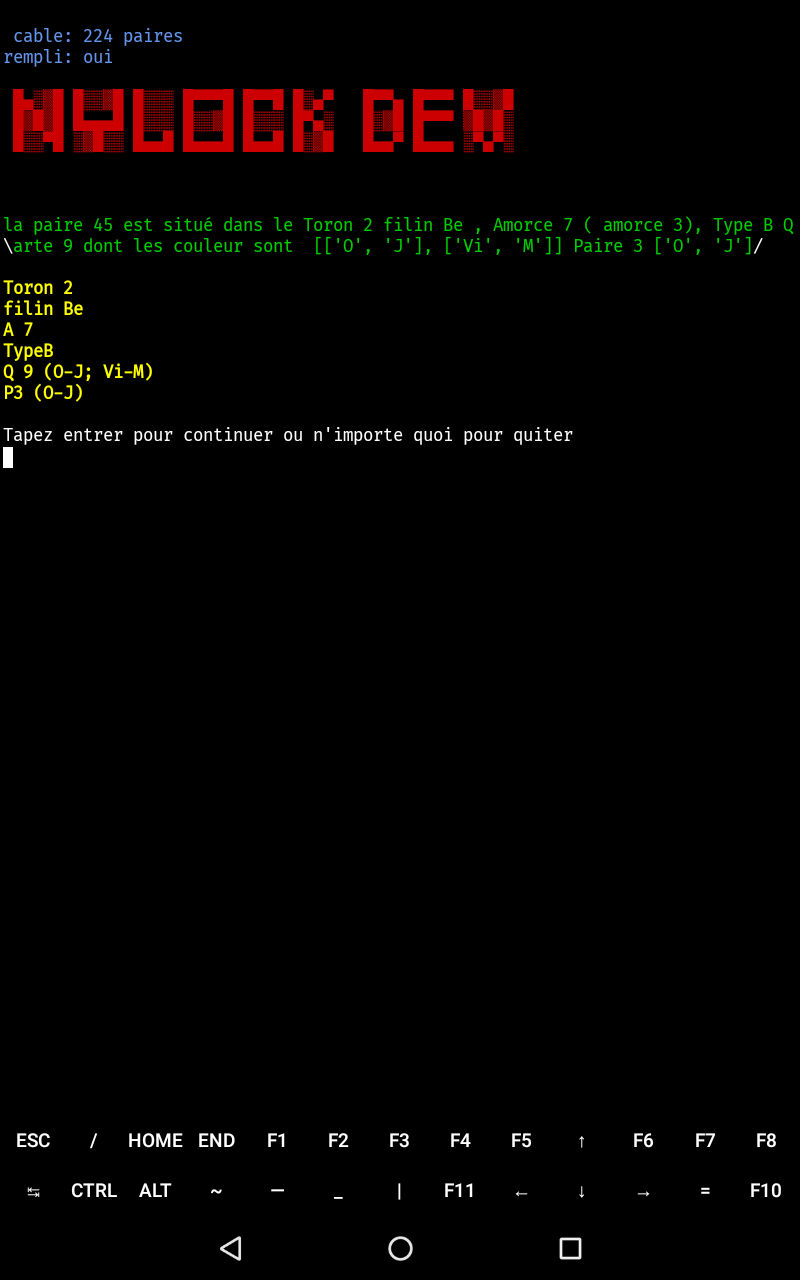 cable: 224 paires
rempli: oui
NYLOCK DEV
la paire 45 est situé dans le Toron 2 filin Be , Amorce 7 ( amorce 3), Type B Q
\arte 9 dont les couleur sont  [['O', 'J'], ['Vi', 'M']] Paire 3 ['O', 'J']/
Toron 2
filin Be
A 7
TypeB
Q 9 (O-J; Vi-M)
P3 (O-J)
Tapez entrer pour continuer ou n'importe quoi pour quiter
ESC / HOME END F1 F2 F3 F4 F5 ↑ F6 F7 F8
↹ CTRL ALT ~ – _ | F11 ← ↓ → = F10